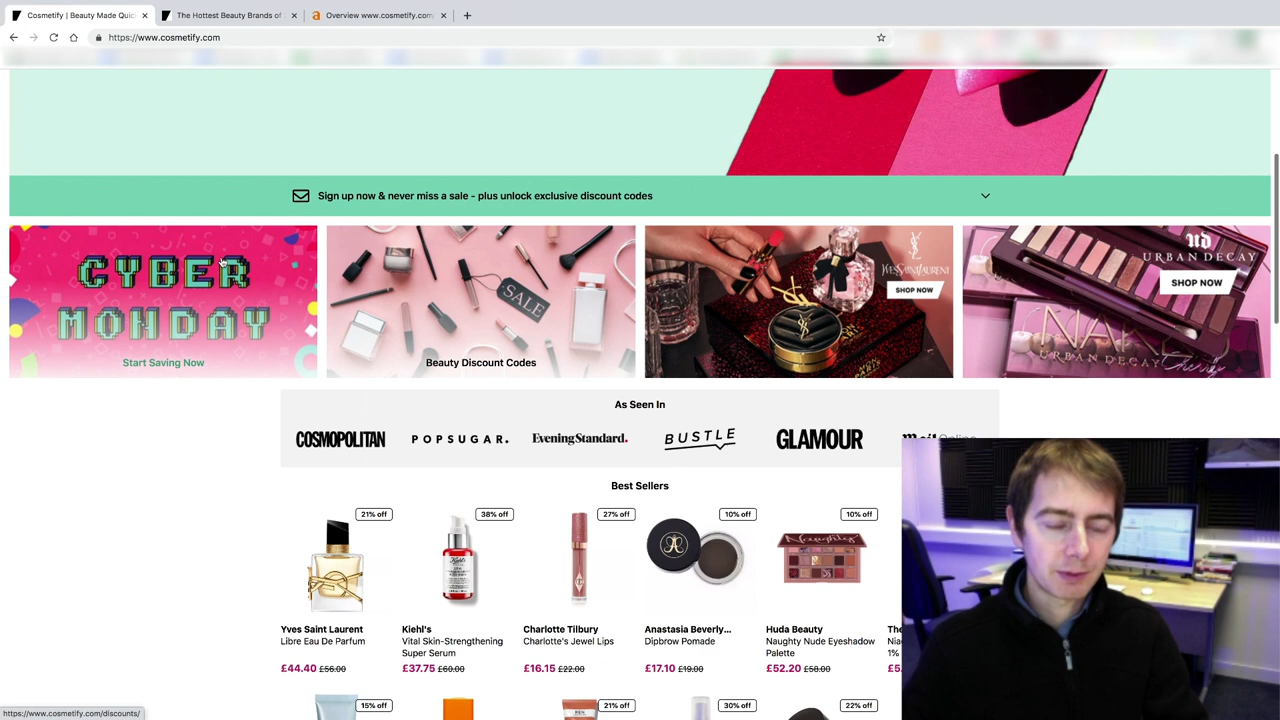 Cosmetify | Beauty Made Quic
The Hottest Beauty Brands of
Overview www.cosmetify.com
https://www.cosmetify.com
Sign up now & never miss a sale - plus unlock exclusive discount codes
CYBER
MONDAY
Start Saving Now
SALE
Beauty Discount Codes
YVES SAINT LAURENT
SHOP NOW
UD
URBAN DECAY
SHOP NOW
NAKED
URBAN DECAY Cherry
As Seen In
COSMOPOLITAN
POPSUGAR.
Evening Standard.
BUSTLE
GLAMOUR
Best Sellers
21% off
38% off
27% off
10% off
10% off
Yves Saint Laurent
Libre Eau De Parfum
£44.40 £56.00
Kiehl's
Vital Skin-Strengthening
Super Serum
£37.75 £60.00
Charlotte Tilbury
Charlotte's Jewel Lips
£16.15 £22.00
Anastasia Beverly...
Dipbrow Pomade
£17.10 £19.00
Huda Beauty
Naughty Nude Eyeshadow
Palette
£52.20 £58.00
1%
£5.
15% off
21% off
30% off
22% off
https://www.cosmetify.com/discounts/